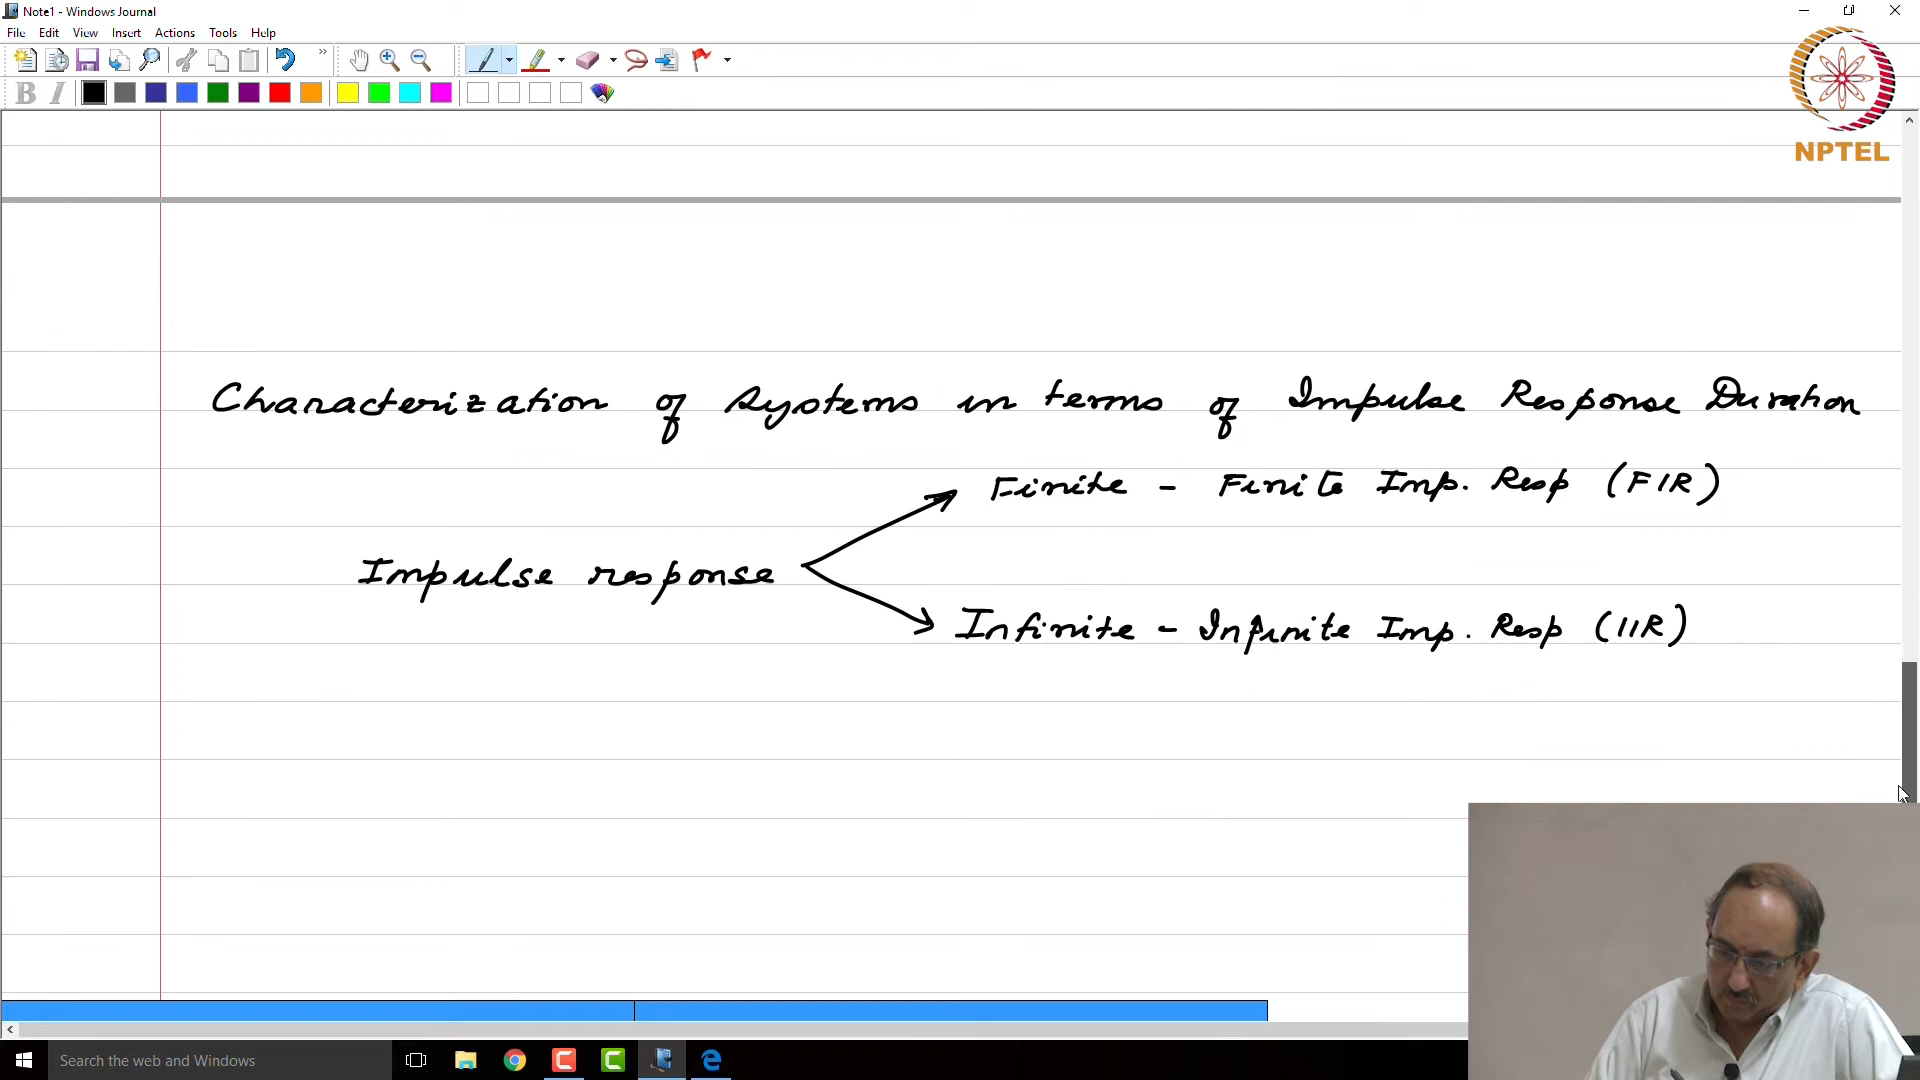 Note1 - Windows Journal
File Edit View Insert Actions Tools Help
B I
NPTEL
Characterization of systems in terms of Impulse Response Duration
Finite - Finite Imp. Resp (FIR)
Impulse response
Infinite - Infinite Imp. Resp (IIR)
Search the web and Windows